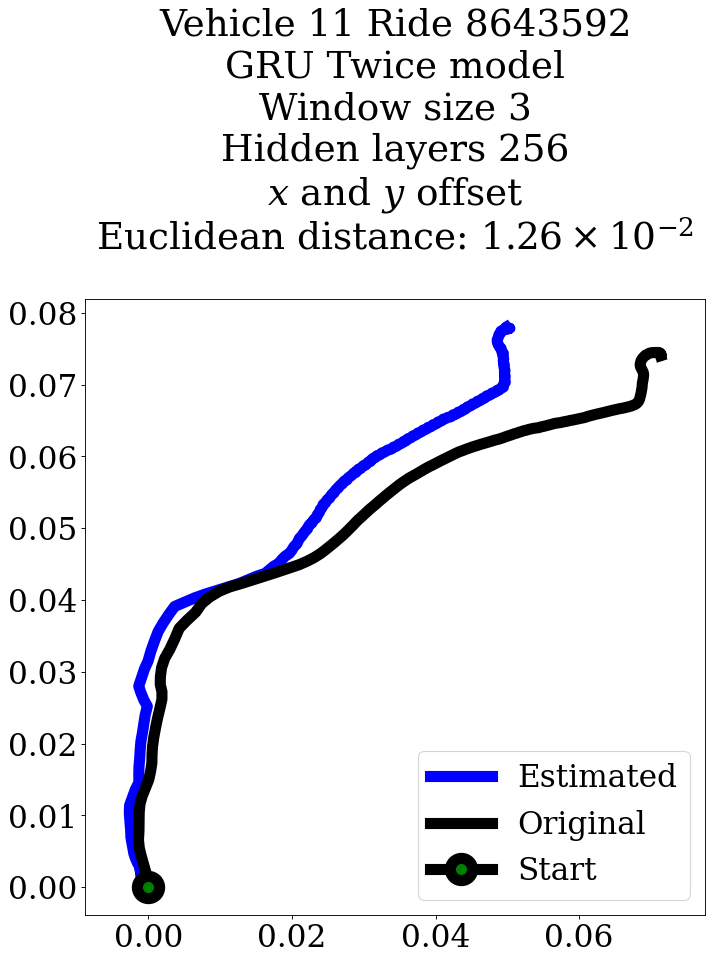 Vehicle 11 Ride 8643592
GRU Twice model
Window size 3
Hidden layers 256
x and y offset
Euclidean distance: 1.26 × 10⁻²
0.08
0.07
0.06
0.05
0.04
0.03
0.02
0.01
0.00
0.00 0.02 0.04 0.06
Estimated
Original
Start